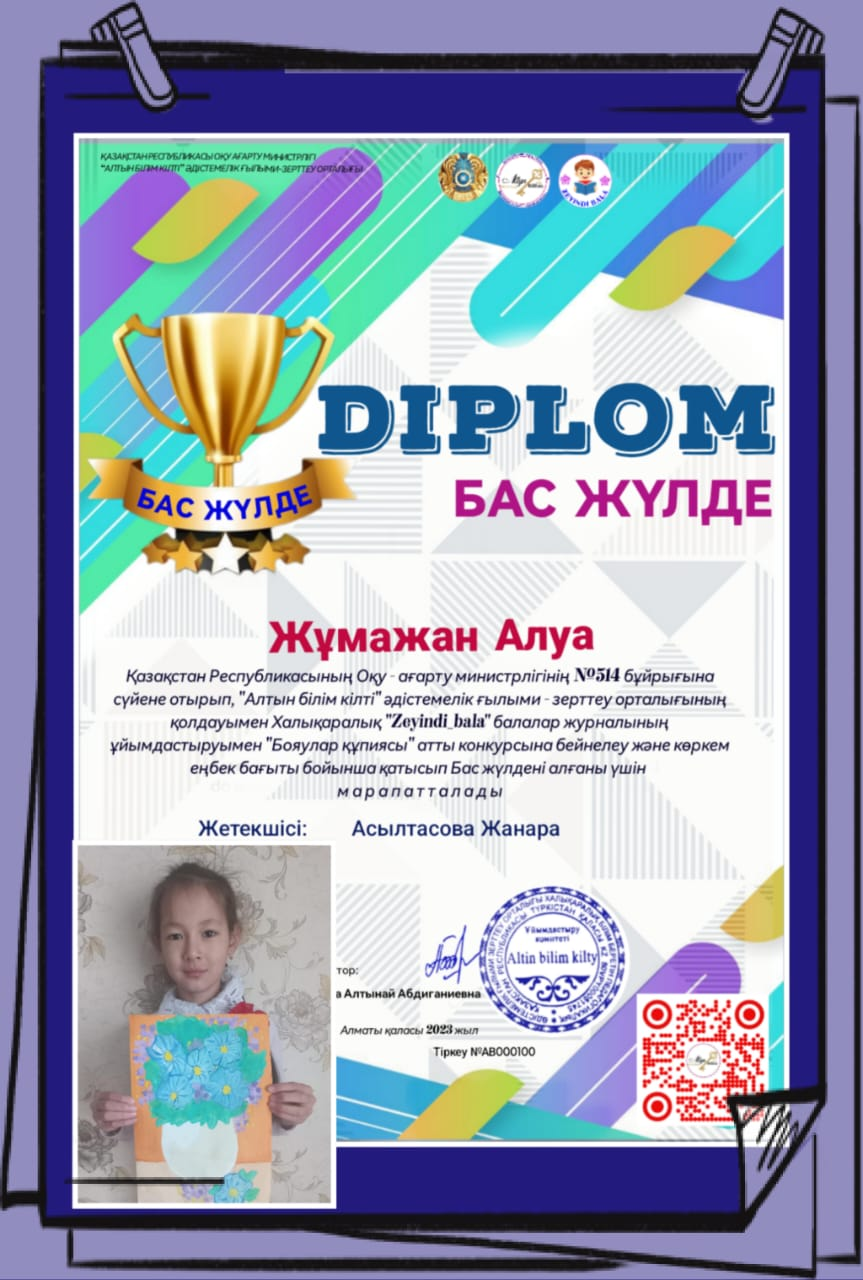 ҚАЗАҚСТАН РЕСПУБЛИКАСЫ ОҚУ АҒАРТУ МИНИСТРЛІГІ
"АЛТЫН БІЛІМ КІЛТІ" ӘДІСТЕМЕЛІК ҒЫЛЫМИ-ЗЕРТТЕУ ОРТАЛЫҒЫ
ZEYINDI BALA
DIPLOM
БАС ЖҮЛДЕ
БАС ЖҮЛДЕ
Жұмажан Алуа
Қазақстан Республикасының Оқу - ағарту министрлігінің №514 бұйрығына
сүйене отырып, "Алтын білім кілті" әдістемелік ғылыми - зерттеу орталығының
қолдауымен Халықаралық "Zeyindi_bala" балалар журналының
ұйымдастыруымен "Бояулар құпиясы" атты конкурсына бейнелеу және көркем
еңбек бағыты бойынша қатысып Бас жүлдені алғаны үшін
марапатталады
Жетекшісі: Асылтасова Жанара
тор:
а Алтынай Абдиганиевна
Ұйымдастыру
комитеті
Altin bilim kilty
Алматы қаласы 2023 жыл
Тіркеу №АВ000100